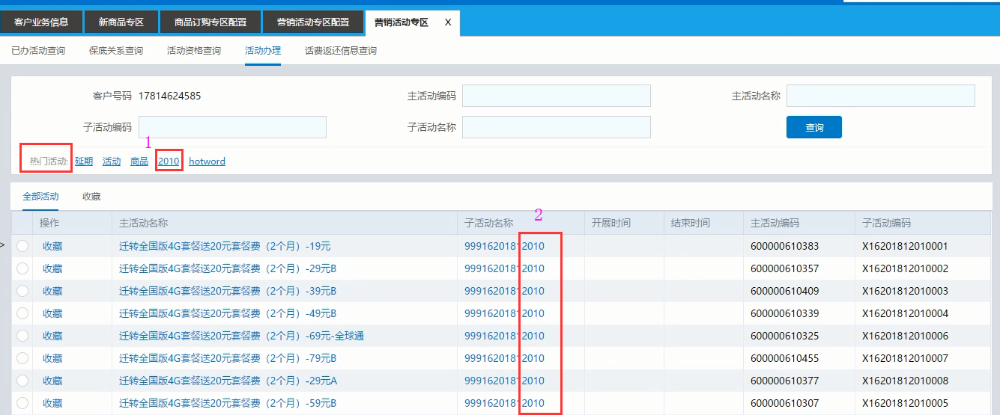 客户业务信息 新商品专区 商品订购专区配置 营销活动专区配置 营销活动专区 X
已办活动查询 保底关系查询 活动资格查询 活动办理 话费返还信息查询
客户号码 17814624585 主活动编码 主活动名称
子活动编码 子活动名称 查询
1
热门活动: 延期 活动 商品 2010 hotword
全部活动 收藏
2
操作 主活动名称 子活动名称 开展时间 结束时间 主活动编码 子活动编码
>
收藏 迁转全国版4G套餐送20元套餐费（2个月）-19元 99916201812010 600000610383 X16201812010001
收藏 迁转全国版4G套餐送20元套餐费（2个月）-29元B 99916201812010 600000610357 X16201812010002
收藏 迁转全国版4G套餐送20元套餐费（2个月）-39元B 99916201812010 600000610409 X16201812010003
收藏 迁转全国版4G套餐送20元套餐费（2个月）-49元B 99916201812010 600000610339 X16201812010004
收藏 迁转全国版4G套餐送20元套餐费（2个月）-69元-全球通 99916201812010 600000610325 X16201812010006
收藏 迁转全国版4G套餐送20元套餐费（2个月）-79元B 99916201812010 600000610455 X16201812010007
收藏 迁转全国版4G套餐送20元套餐费（2个月）-29元A 99916201812010 600000610377 X16201812010008
收藏 迁转全国版4G套餐送20元套餐费（2个月）-59元B 99916201812010 600000610307 X16201812010005